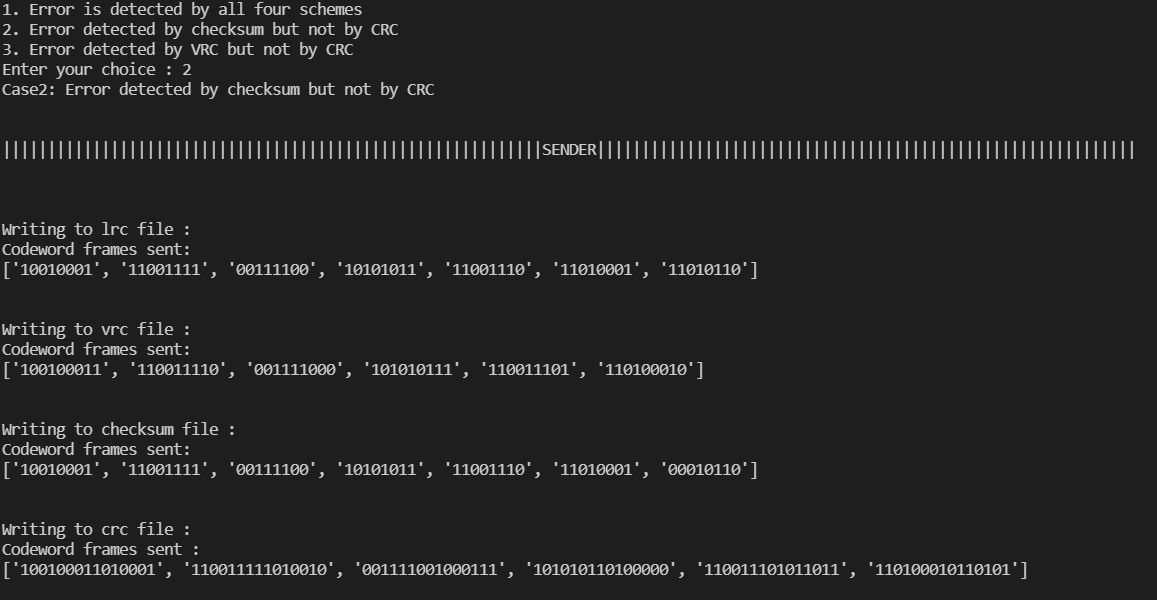 1. Error is detected by all four schemes
2. Error detected by checksum but not by CRC
3. Error detected by VRC but not by CRC
Enter your choice : 2
Case2: Error detected by checksum but not by CRC
||||||||||||||||||||||||||||||||||||||||||||||||||||||||||||SENDER||||||||||||||||||||||||||||||||||||||||||||||||||||||||||||
Writing to lrc file :
Codeword frames sent:
['10010001', '11001111', '00111100', '10101011', '11001110', '11010001', '11010110']
Writing to vrc file :
Codeword frames sent:
['100100011', '110011110', '001111000', '101010111', '110011101', '110100010']
Writing to checksum file :
Codeword frames sent:
['10010001', '11001111', '00111100', '10101011', '11001110', '11010001', '00010110']
Writing to crc file :
Codeword frames sent :
['100100011010001', '110011111010010', '001111001000111', '101010110100000', '110011101011011', '110100010110101']